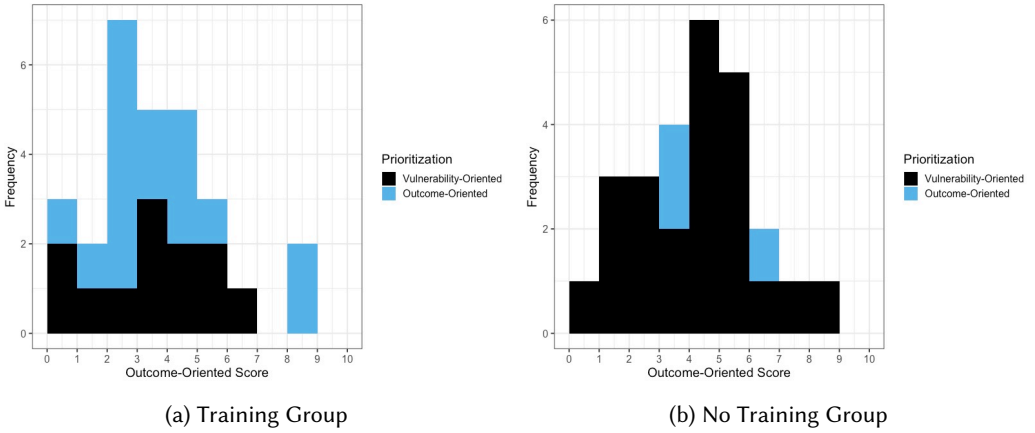 Frequency
6
4
2
0
0 1 2 3 4 5 6 7 8 9 10
Outcome-Oriented Score
Prioritization
Vulnerability-Oriented
Outcome-Oriented
(a) Training Group
Frequency
6
4
2
0
0 1 2 3 4 5 6 7 8 9 10
Outcome-Oriented Score
Prioritization
Vulnerability-Oriented
Outcome-Oriented
(b) No Training Group